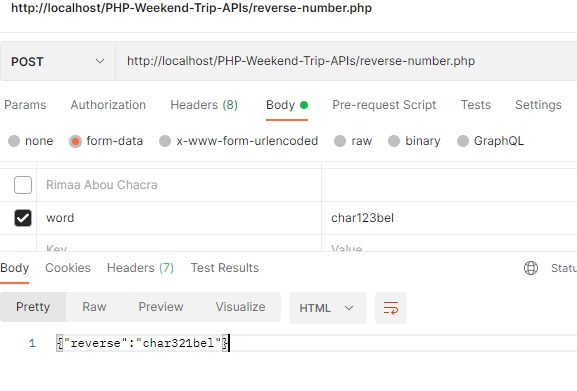 http://localhost/PHP-Weekend-Trip-APIs/reverse-number.php
POST http://localhost/PHP-Weekend-Trip-APIs/reverse-number.php
Params Authorization Headers (8) Body Pre-request Script Tests Settings
none form-data x-www-form-urlencoded raw binary GraphQL
Rimaa Abou Chacra
word char123bel
Key Value
Body Cookies Headers (7) Test Results Statu
Pretty Raw Preview Visualize HTML
1 {"reverse":"char321bel"}